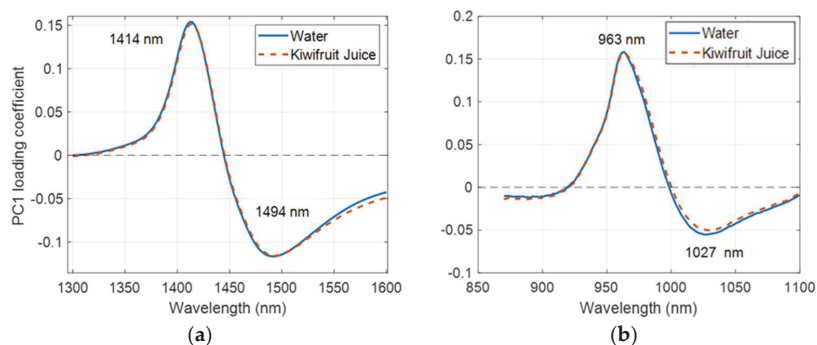 1414 nm
1494 nm
Water
Kiwifruit Juice
PC1 loading coefficient
0.15
0.1
0.05
0
-0.05
-0.1
1300 1350 1400 1450 1500 1550 1600
Wavelength (nm)
(a)
963 nm
1027 nm
Water
Kiwifruit Juice
0.2
0.15
0.1
0.05
0
-0.05
-0.1
850 900 950 1000 1050 1100
Wavelength (nm)
(b)